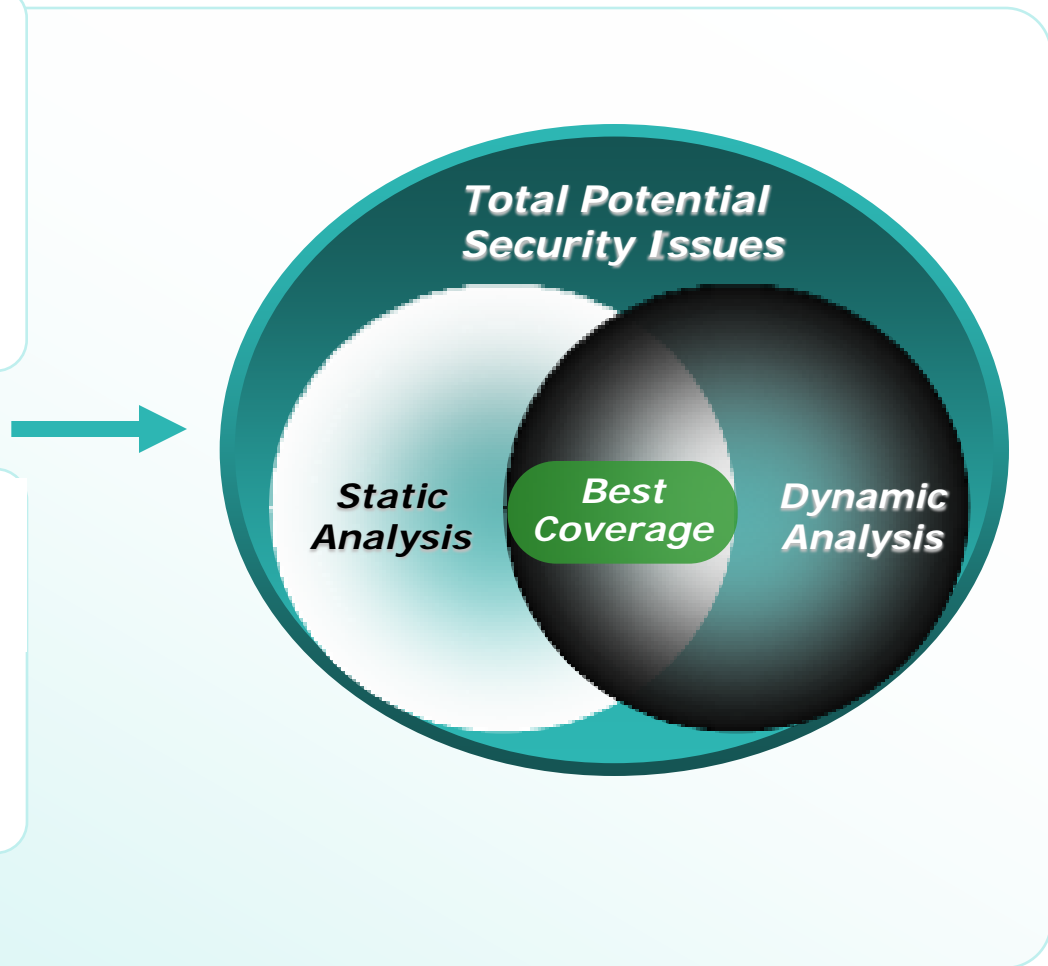 Total Potential
Security Issues
Static
Analysis
Best
Coverage
Dynamic
Analysis